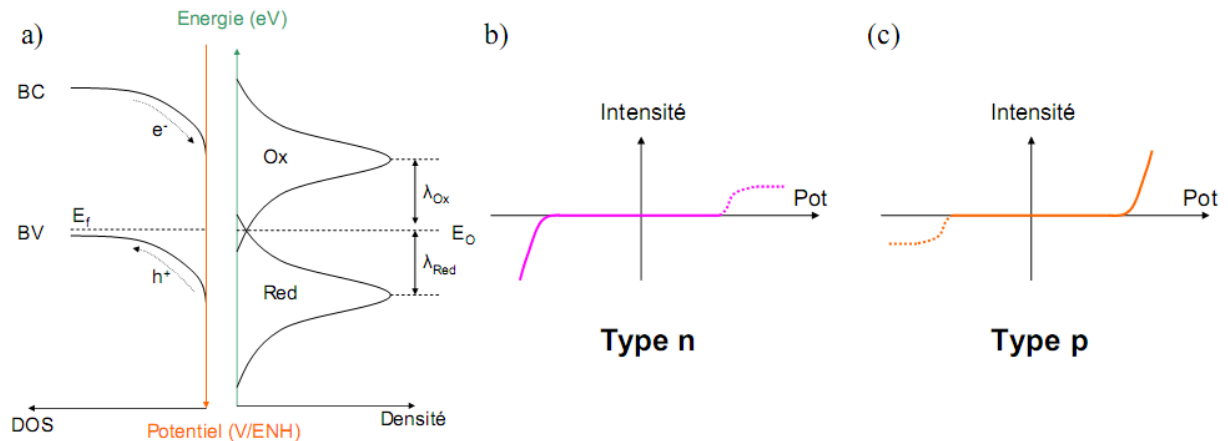 a)
Energie (eV)
BC
e-
Ox
λOx
Ef
BV
EO
λRed
h+
Red
DOS
Potentiel (V/ENH)
Densité
b)
Intensité
Pot
Type n
(c)
Intensité
Pot
Type p